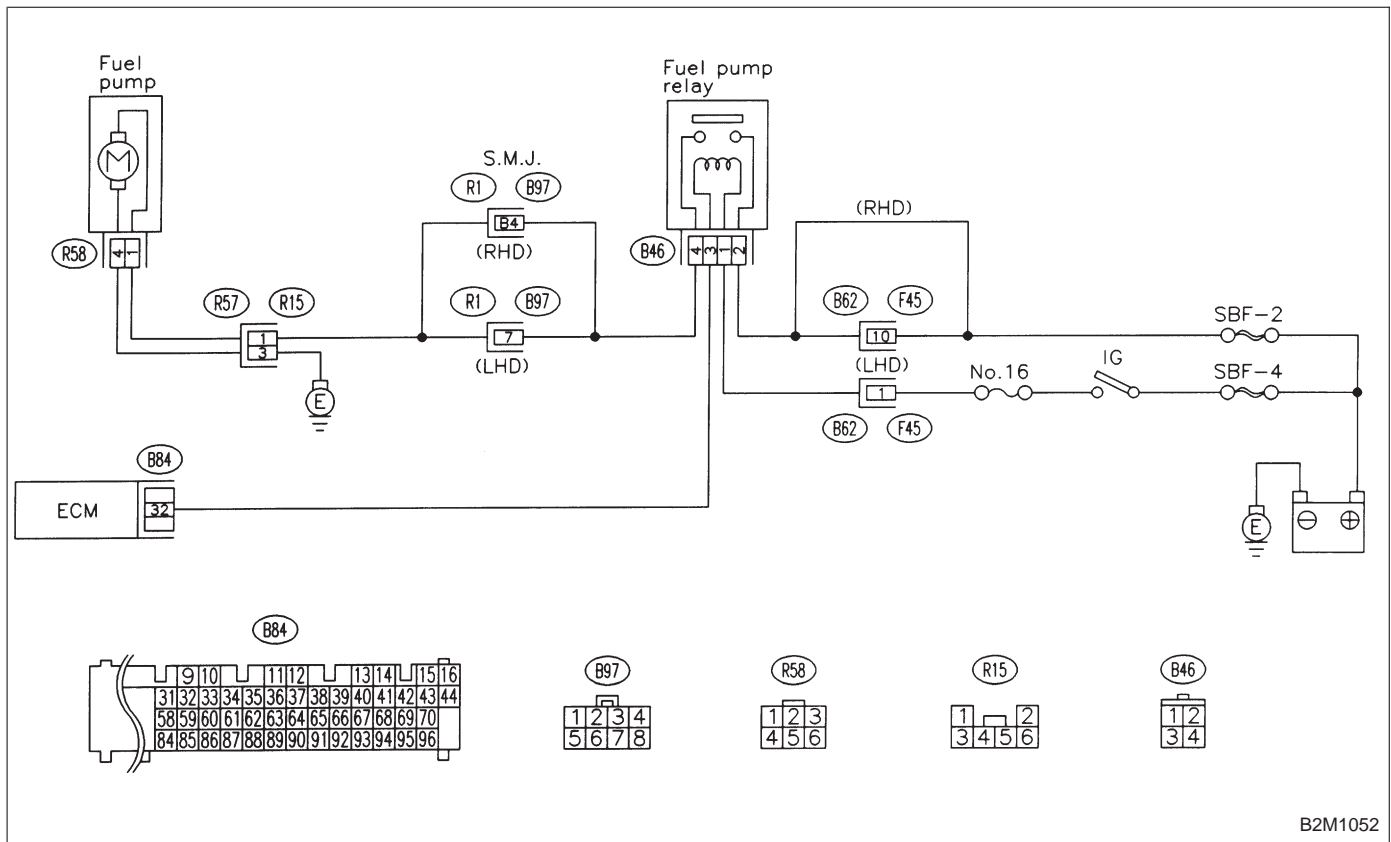 Fuel
pump
M
R58
4 1
R57 R15
1
3
E
S.M.J.
R1 B97
B4
(RHD)
R1 B97
7
(LHD)
Fuel pump
relay
B46
4 3 1 2
(RHD)
B62 F45
10
(LHD)
1
B62 F45
No.16
IG
SBF-2
SBF-4
E
⊖ ⊕
B84
ECM
32
B84
9 10 11 12 13 14 15 16
31 32 33 34 35 36 37 38 39 40 41 42 43 44
58 59 60 61 62 63 64 65 66 67 68 69 70
84 85 86 87 88 89 90 91 92 93 94 95 96
B97
1 2 3 4
5 6 7 8
R58
1 2 3
4 5 6
R15
1 2
3 4 5 6
B46
1 2
3 4
B2M1052